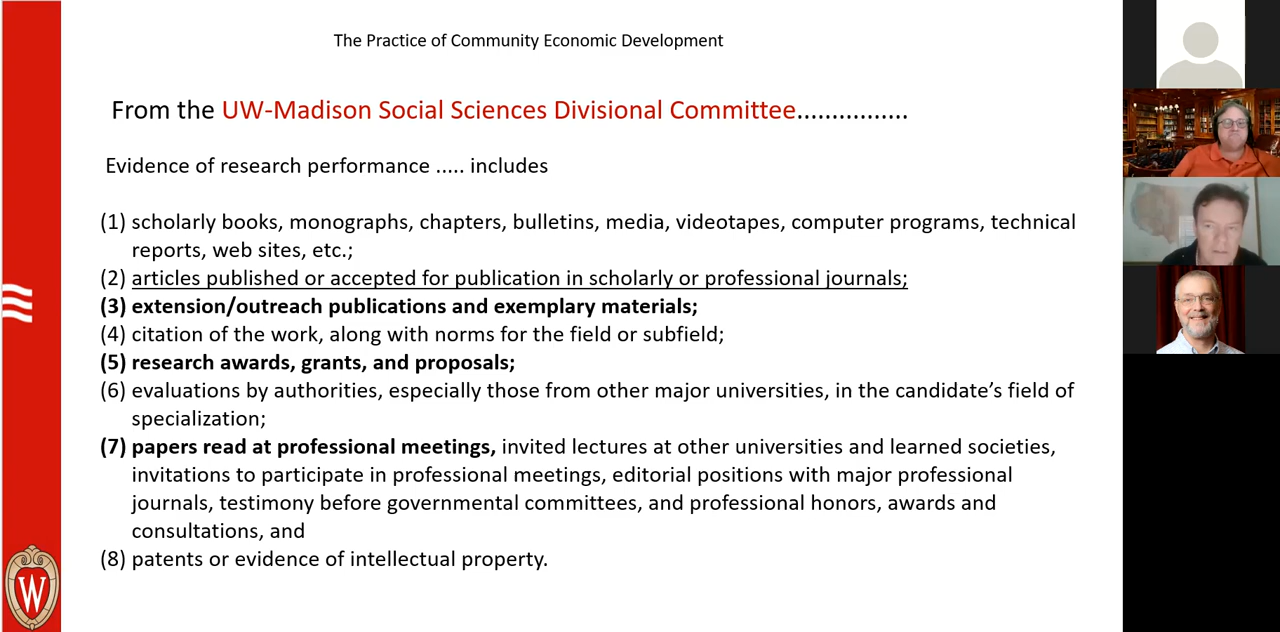 The Practice of Community Economic Development
From the UW-Madison Social Sciences Divisional Committee.................
Evidence of research performance ..... includes
(1) scholarly books, monographs, chapters, bulletins, media, videotapes, computer programs, technical
reports, web sites, etc.;
(2) articles published or accepted for publication in scholarly or professional journals;
(3) extension/outreach publications and exemplary materials;
(4) citation of the work, along with norms for the field or subfield;
(5) research awards, grants, and proposals;
(6) evaluations by authorities, especially those from other major universities, in the candidate’s field of
specialization;
(7) papers read at professional meetings, invited lectures at other universities and learned societies,
invitations to participate in professional meetings, editorial positions with major professional
journals, testimony before governmental committees, and professional honors, awards and
consultations, and
(8) patents or evidence of intellectual property.
W